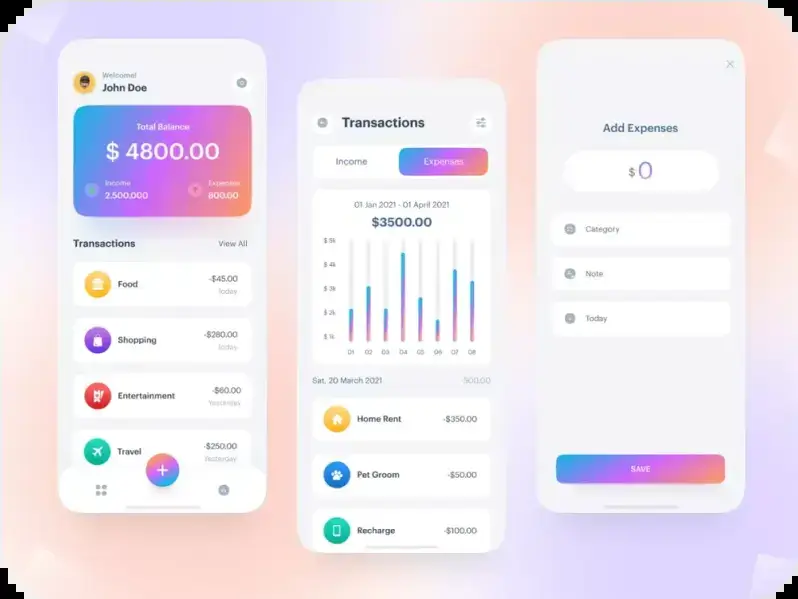 Welcome!
John Doe
Total Balance
$ 4800.00
Income
2,500.000
Expenses
800.00
Transactions
View All
Food
-$45.00
Today
Shopping
-$280.00
Today
Entertainment
-$60.00
Yesterday
Travel
-$250.00
Yesterday
Transactions
Income
Expenses
01 Jan 2021 - 01 April 2021
$3500.00
$ 5k
$ 4k
$ 3k
$ 2k
$ 1k
01 02 03 04 05 06 07 08
Sat, 20 March 2021
-500.00
Home Rent
-$350.00
Pet Groom
-$50.00
Recharge
-$100.00
Add Expenses
$ 0
Category
Note
Today
SAVE